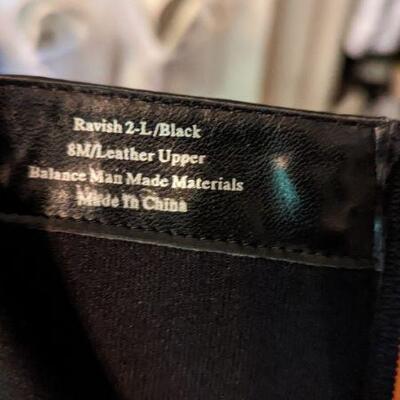 Ravish 2-L/Black
8M/Leather Upper
Balance Man Made Materials
Made In China